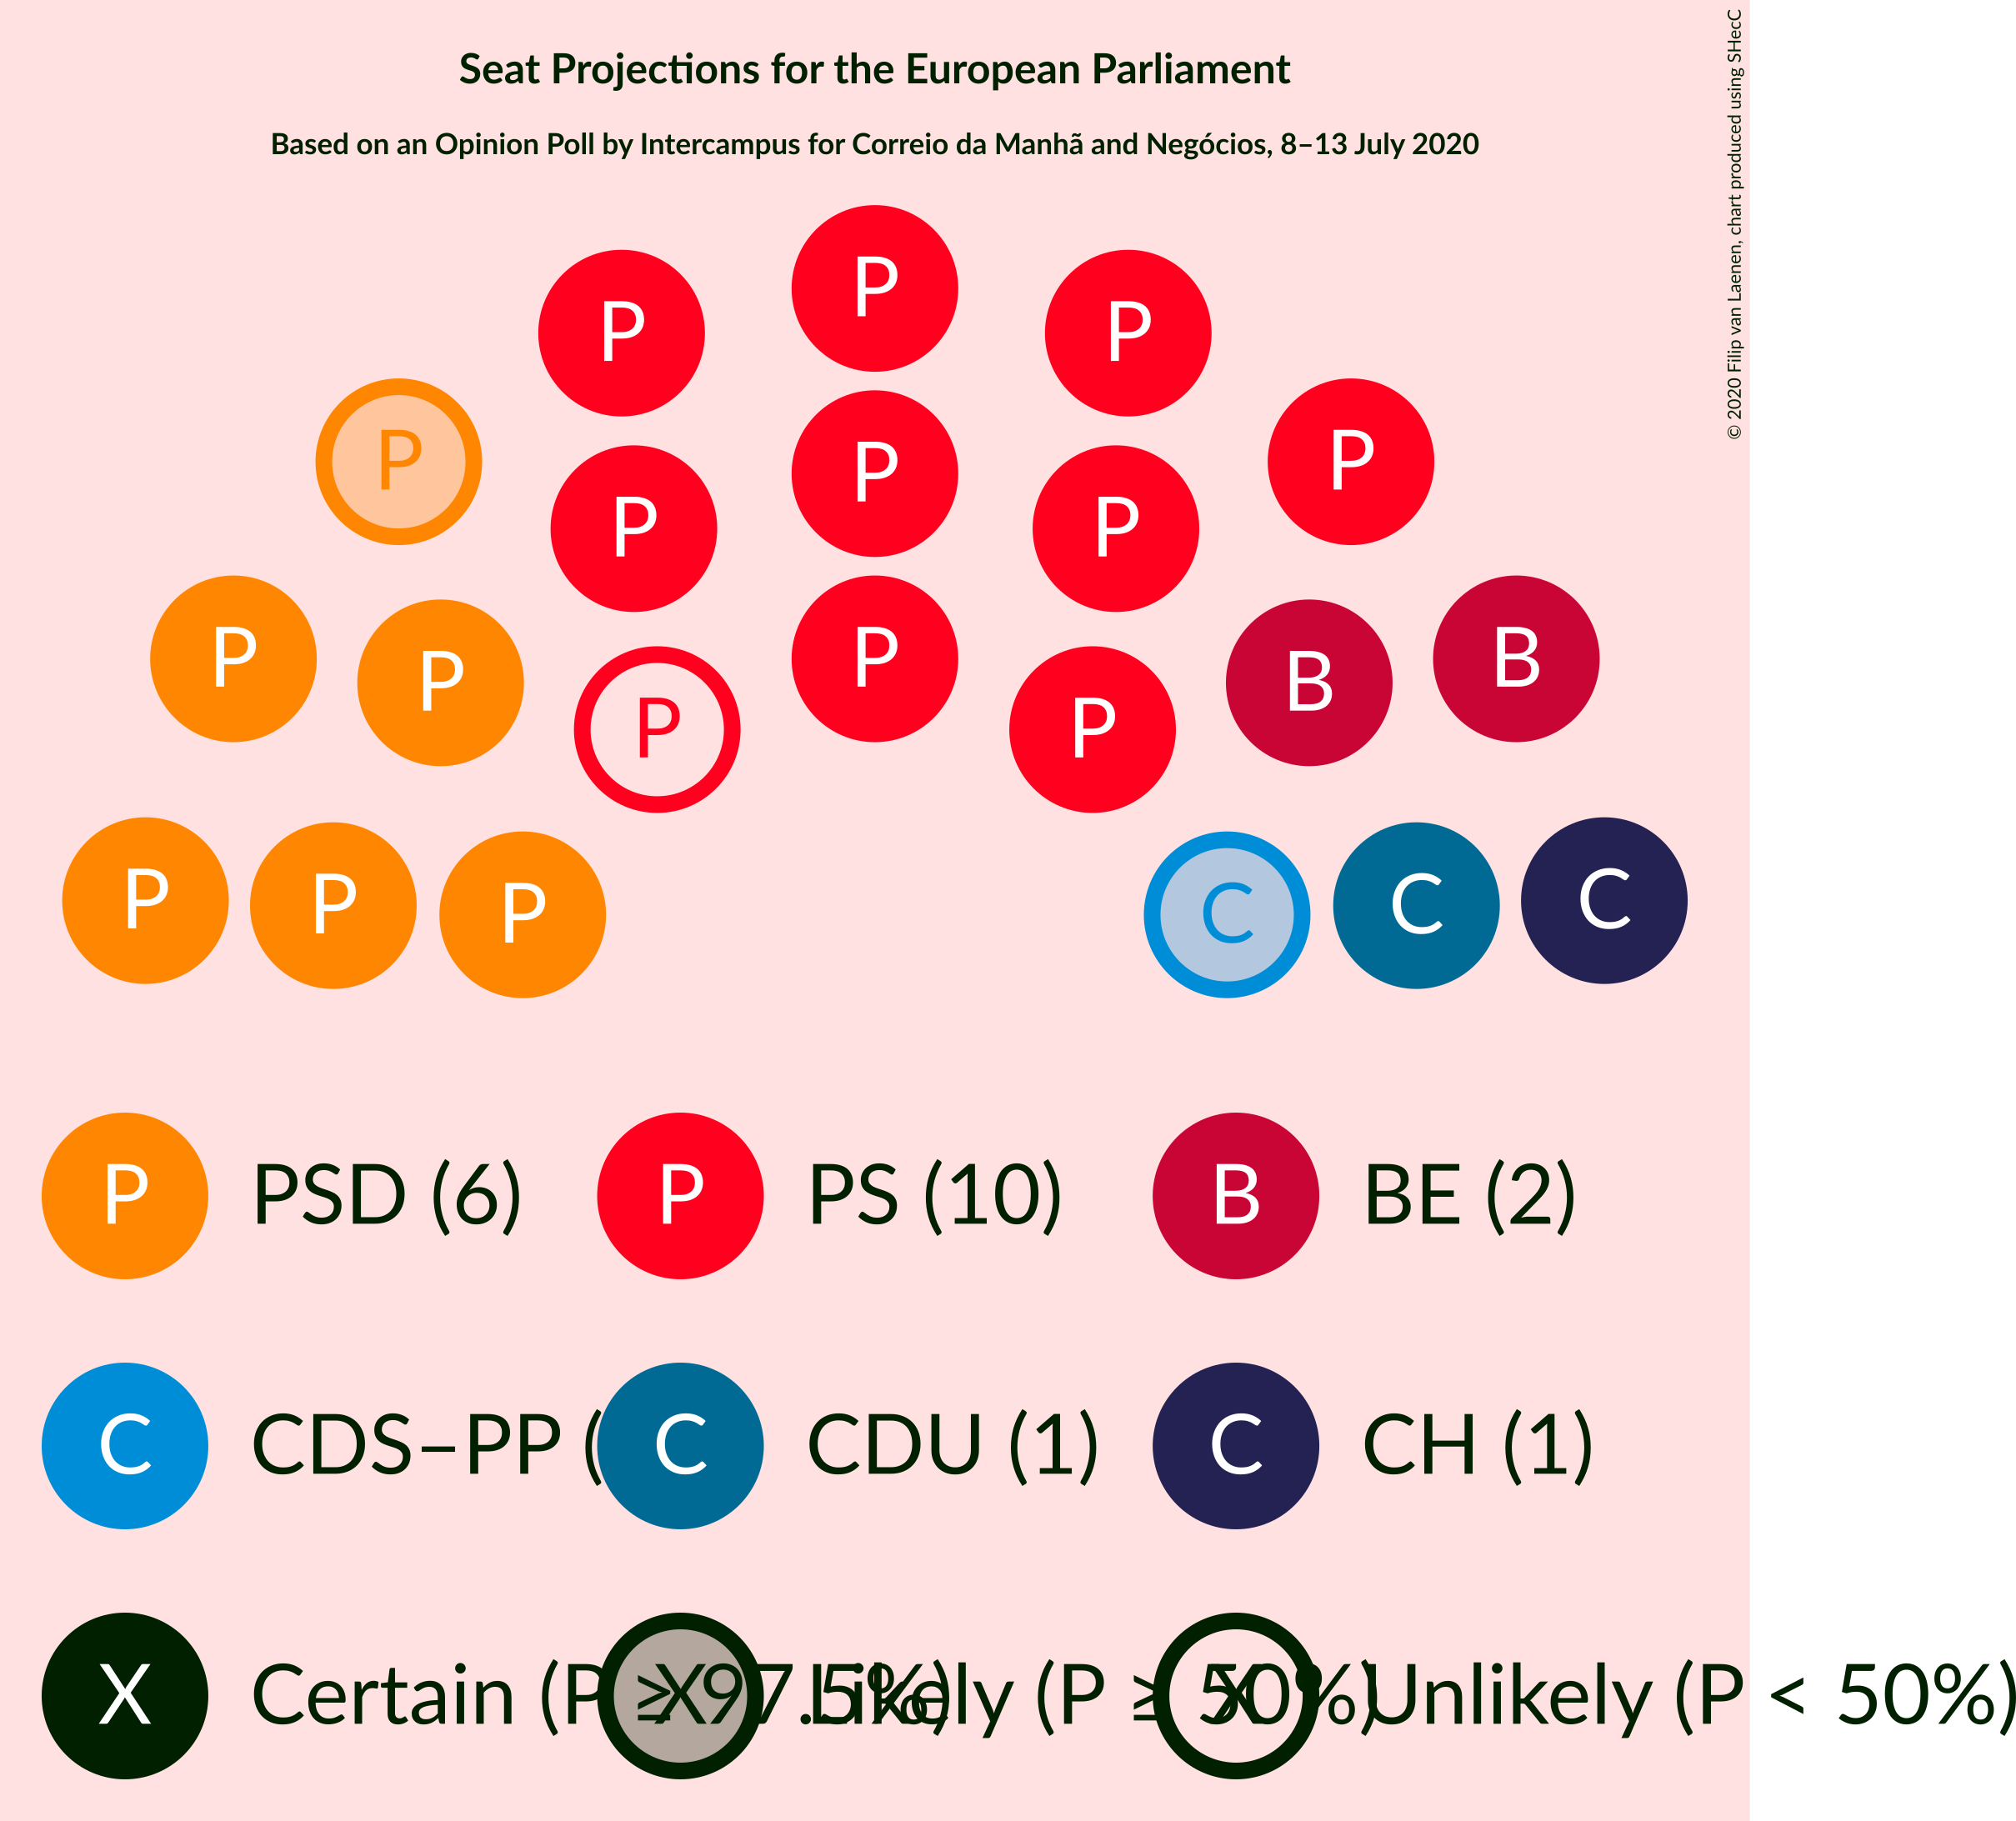 Seat Projections for the European Parliament
Based on an Opinion Poll by Intercampus for Correio da Manhã and Negócios, 8–13 July 2020
© 2020 Filip van Laenen, chart produced using SHecC
P
P P
P P
P
P P
P P
P B
P B
P P
P P P C C C
P PSD (6) P PS (10) B BE (2)
C CDS–PP ( C CDU (1) C CH (1)
X Certain (P ≥ 97.5%) X Likely (P ≥ 50%) X Unlikely (P < 50%)